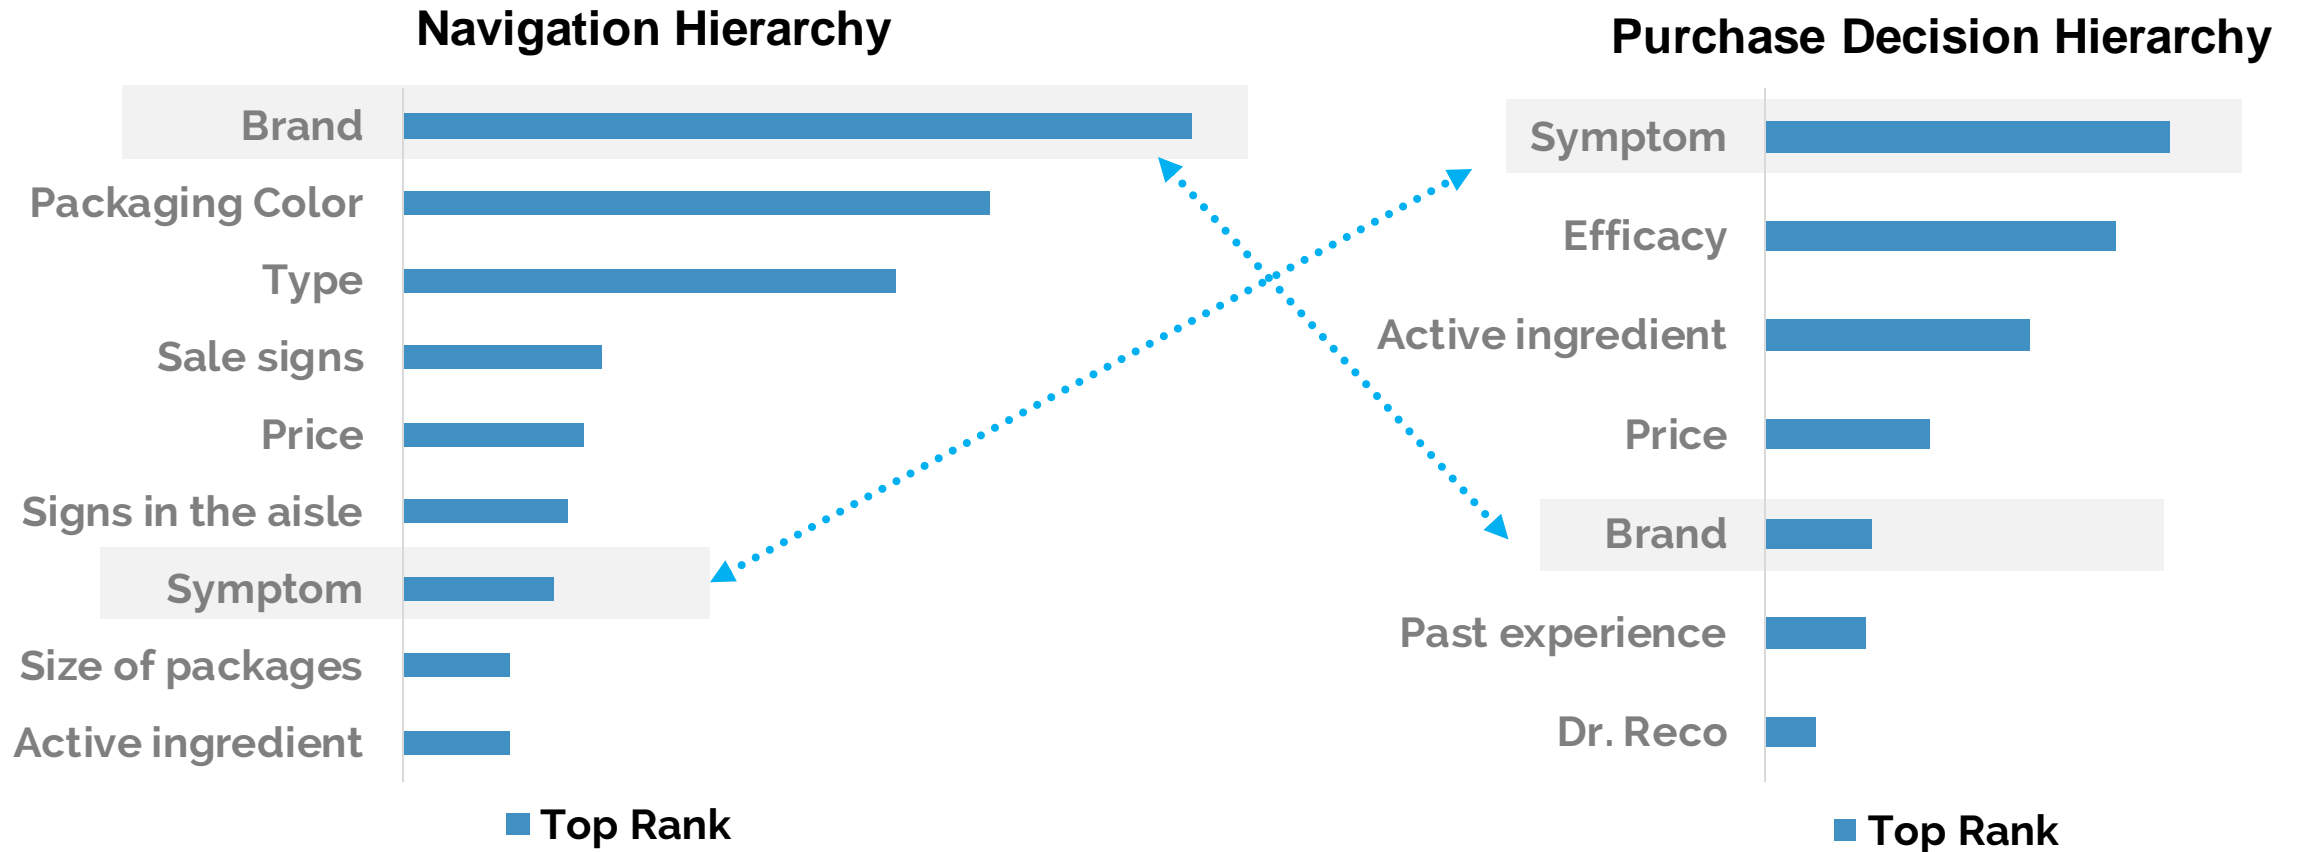 Navigation Hierarchy
Brand
Packaging Color
Type
Sale signs
Price
Signs in the aisle
Symptom
Size of packages
Active ingredient
Top Rank
Purchase Decision Hierarchy
Symptom
Efficacy
Active ingredient
Price
Brand
Past experience
Dr. Reco
Top Rank